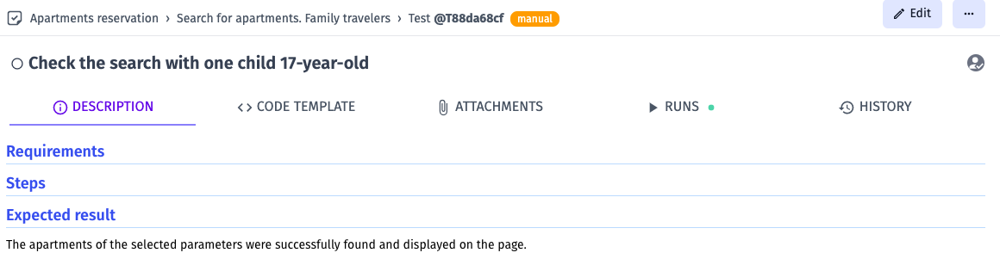 Apartments reservation › Search for apartments. Family travelers › Test @T88da68cf manual Edit ...
Check the search with one child 17-year-old
DESCRIPTION <> CODE TEMPLATE ATTACHMENTS RUNS HISTORY
Requirements
Steps
Expected result
The apartments of the selected parameters were successfully found and displayed on the page.